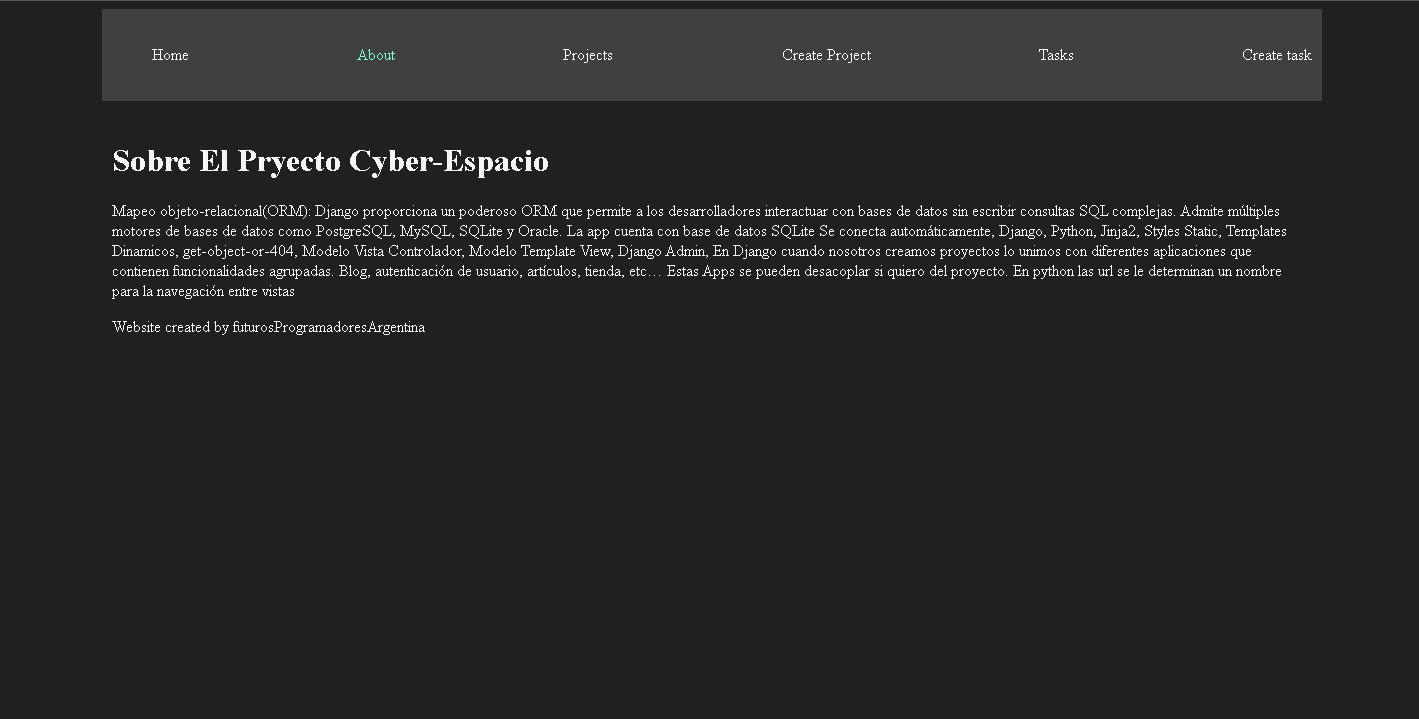 Home About Projects Create Project Tasks Create task
Sobre El Pryecto Cyber-Espacio
Mapeo objeto-relacional(ORM): Django proporciona un poderoso ORM que permite a los desarrolladores interactuar con bases de datos sin escribir consultas SQL complejas. Admite múltiples
motores de bases de datos como PostgreSQL, MySQL, SQLite y Oracle. La app cuenta con base de datos SQLite Se conecta automáticamente, Django, Python, Jinja2, Styles Static, Templates
Dinamicos, get-object-or-404, Modelo Vista Controlador, Modelo Template View, Django Admin, En Django cuando nosotros creamos proyectos lo unimos con diferentes aplicaciones que
contienen funcionalidades agrupadas. Blog, autenticación de usuario, artículos, tienda, etc… Estas Apps se pueden desacoplar si quiero del proyecto. En python las url se le determinan un nombre
para la navegación entre vistas
Website created by futurosProgramadoresArgentina